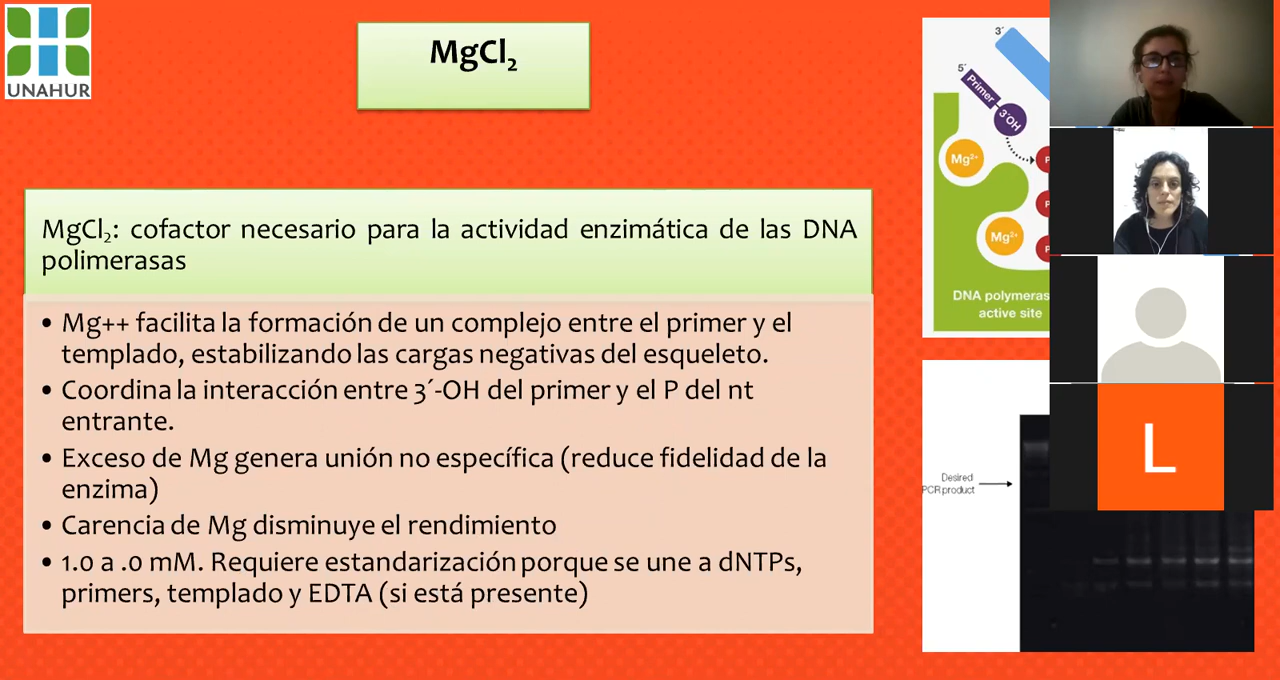 UNAHUR
MgCl₂
MgCl₂: cofactor necesario para la actividad enzimática de las DNA
polimerasas
• Mg++ facilita la formación de un complejo entre el primer y el
templado, estabilizando las cargas negativas del esqueleto.
• Coordina la interacción entre 3´-OH del primer y el P del nt
entrante.
• Exceso de Mg genera unión no específica (reduce fidelidad de la
enzima)
• Carencia de Mg disminuye el rendimiento
• 1.0 a .0 mM. Requiere estandarización porque se une a dNTPs,
primers, templado y EDTA (si está presente)
3´
5´
Primer
3´OH
Mg²⁺
P
P
Mg²⁺
P
DNA polymeras
active site
Desired
PCR product
L